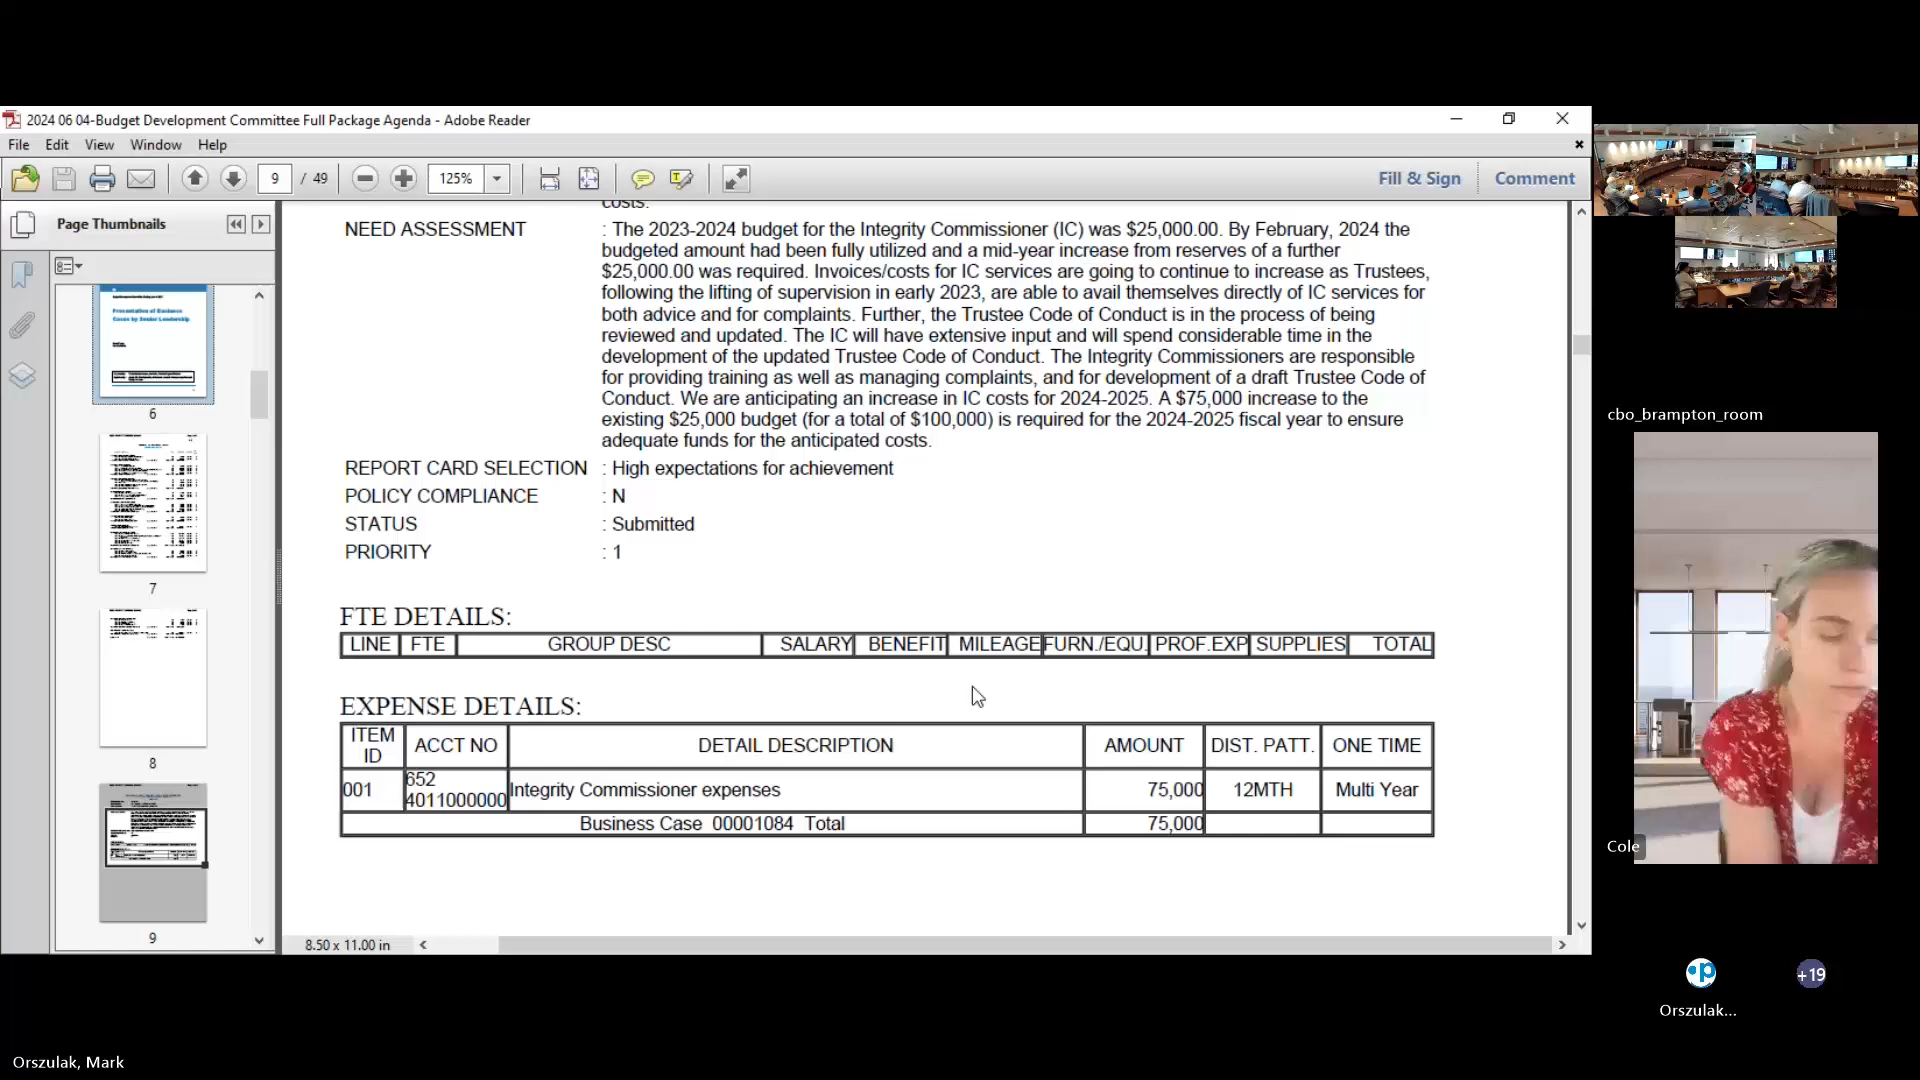 2024 06 04-Budget Development Committee Full Package Agenda - Adobe Reader
File Edit View Window Help
9 / 49 125% Fill & Sign Comment
Page Thumbnails
Presentation of Business
Cases by Senior Leadership
6
7
8
9
costs.
NEED ASSESSMENT : The 2023-2024 budget for the Integrity Commissioner (IC) was $25,000.00. By February, 2024 the
budgeted amount had been fully utilized and a mid-year increase from reserves of a further
$25,000.00 was required. Invoices/costs for IC services are going to continue to increase as Trustees,
following the lifting of supervision in early 2023, are able to avail themselves directly of IC services for
both advice and for complaints. Further, the Trustee Code of Conduct is in the process of being
reviewed and updated. The IC will have extensive input and will spend considerable time in the
development of the updated Trustee Code of Conduct. The Integrity Commissioners are responsible
for providing training as well as managing complaints, and for development of a draft Trustee Code of
Conduct. We are anticipating an increase in IC costs for 2024-2025. A $75,000 increase to the
existing $25,000 budget (for a total of $100,000) is required for the 2024-2025 fiscal year to ensure
adequate funds for the anticipated costs.
REPORT CARD SELECTION : High expectations for achievement
POLICY COMPLIANCE : N
STATUS : Submitted
PRIORITY : 1
FTE DETAILS:
LINE FTE GROUP DESC SALARY BENEFIT MILEAGE FURN./EQU. PROF.EXP SUPPLIES TOTAL
EXPENSE DETAILS:
ITEM ID ACCT NO DETAIL DESCRIPTION AMOUNT DIST. PATT. ONE TIME
001 652 4011000000 Integrity Commissioner expenses 75,000 12MTH Multi Year
Business Case 00001084 Total 75,000
8.50 x 11.00 in
cbo_brampton_room
Cole
p
+19
Orszulak...
Orszulak, Mark